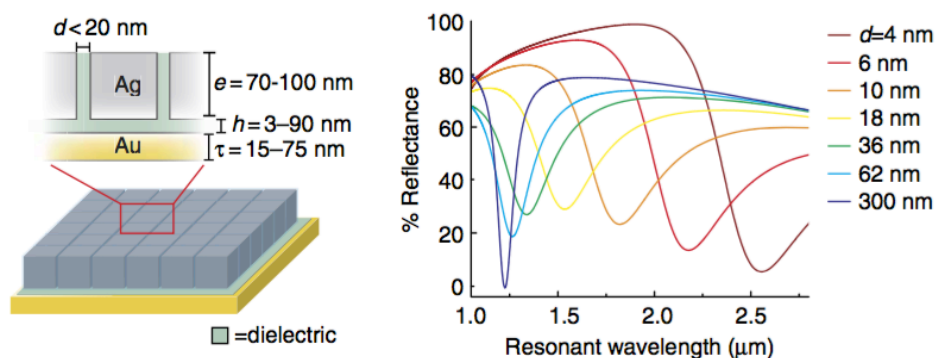 d<20 nm
Ag
e=70-100 nm
h=3–90 nm
Au
τ=15–75 nm
=dielectric
% Reflectance
100
80
60
40
20
0
1.0
1.5
2.0
2.5
Resonant wavelength (μm)
d=4 nm
6 nm
10 nm
18 nm
36 nm
62 nm
300 nm